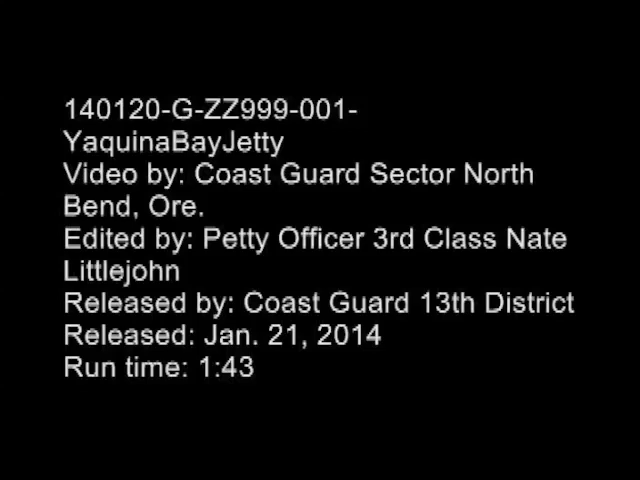 140120-G-ZZ999-001-
YaquinaBayJetty
Video by: Coast Guard Sector North
Bend, Ore.
Edited by: Petty Officer 3rd Class Nate
Littlejohn
Released by: Coast Guard 13th District
Released: Jan. 21, 2014
Run time: 1:43